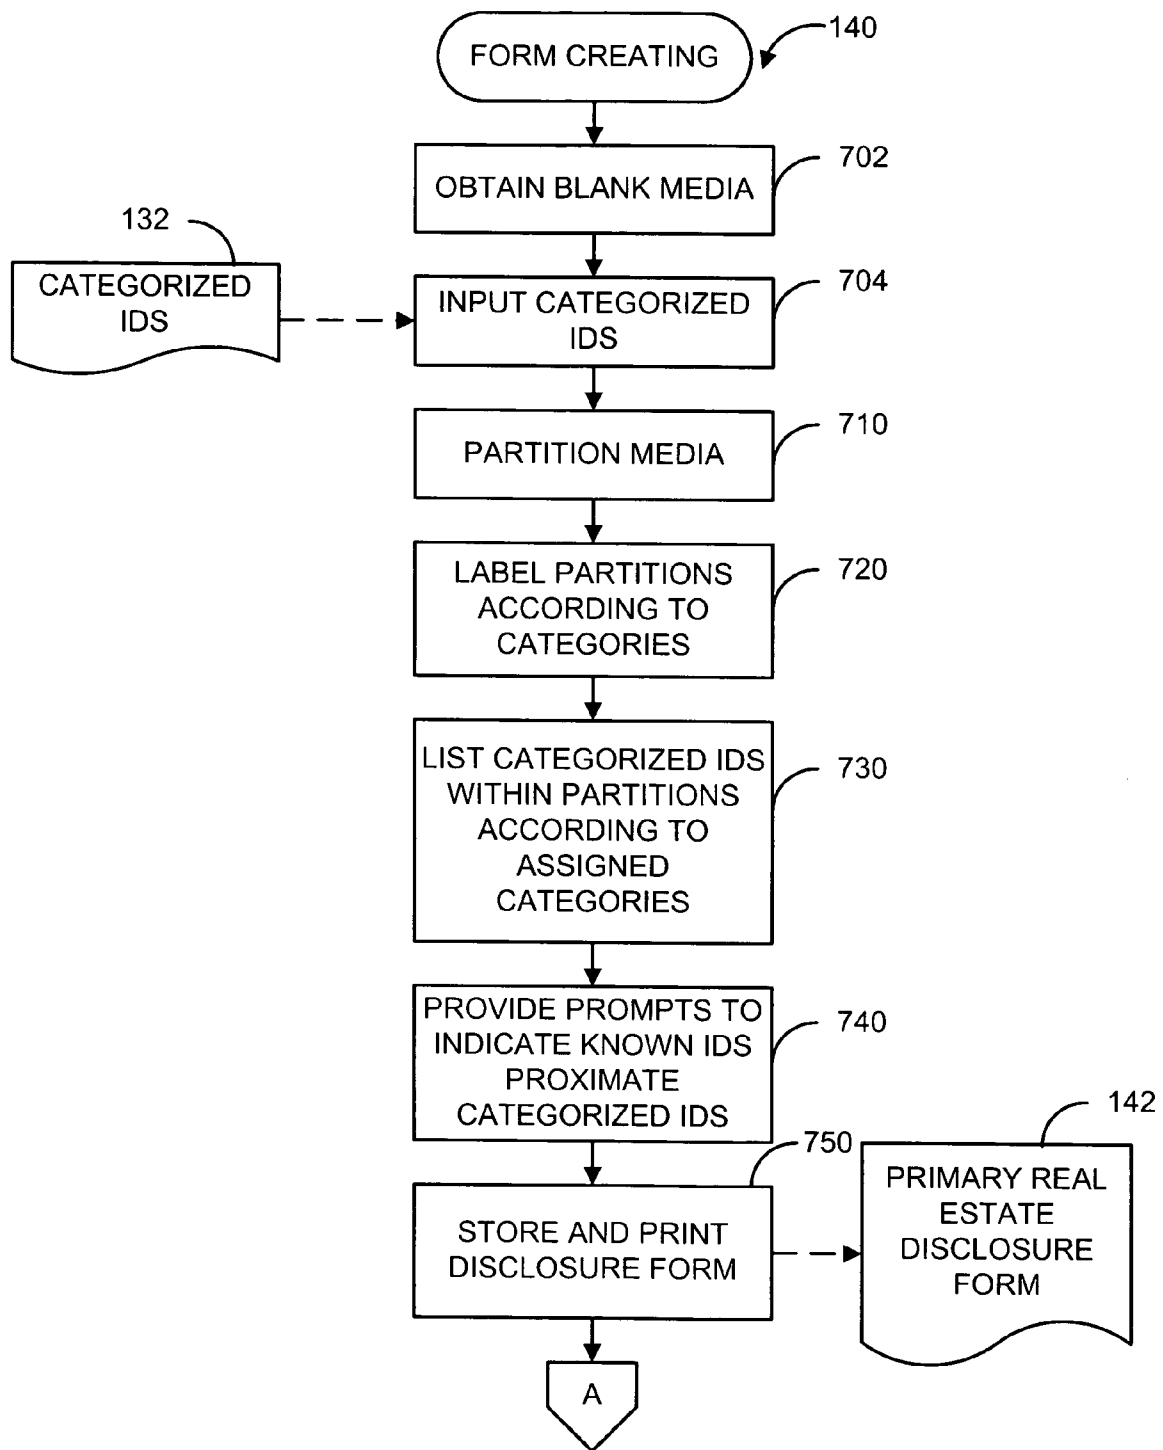 FORM CREATING
140
OBTAIN BLANK MEDIA
702
132
CATEGORIZED
IDS
INPUT CATEGORIZED
IDS
704
PARTITION MEDIA
710
LABEL PARTITIONS
ACCORDING TO
CATEGORIES
720
LIST CATEGORIZED IDS
WITHIN PARTITIONS
ACCORDING TO
ASSIGNED
CATEGORIES
730
PROVIDE PROMPTS TO
INDICATE KNOWN IDS
PROXIMATE
CATEGORIZED IDS
740
STORE AND PRINT
DISCLOSURE FORM
750
142
PRIMARY REAL
ESTATE
DISCLOSURE
FORM
A